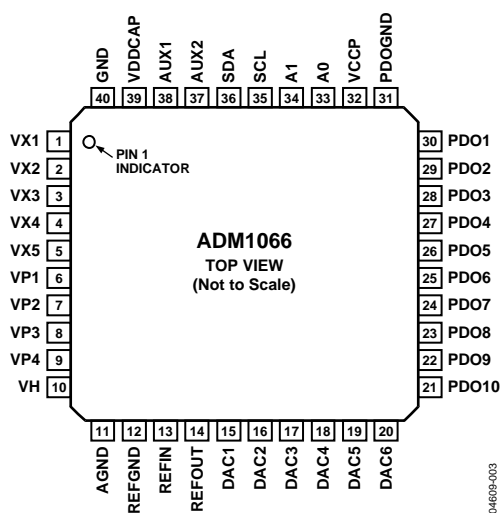 GND
VDDCAP
AUX1
AUX2
SDA
SCL
A1
A0
VCCP
PDOGND
40
39
38
37
36
35
34
33
32
31
VX1 1
VX2 2
VX3 3
VX4 4
VX5 5
VP1 6
VP2 7
VP3 8
VP4 9
VH 10
PIN 1
INDICATOR
ADM1066
TOP VIEW
(Not to Scale)
30 PDO1
29 PDO2
28 PDO3
27 PDO4
26 PDO5
25 PDO6
24 PDO7
23 PDO8
22 PDO9
21 PDO10
11
12
13
14
15
16
17
18
19
20
AGND
REFGND
REFIN
REFOUT
DAC1
DAC2
DAC3
DAC4
DAC5
DAC6
04609-003